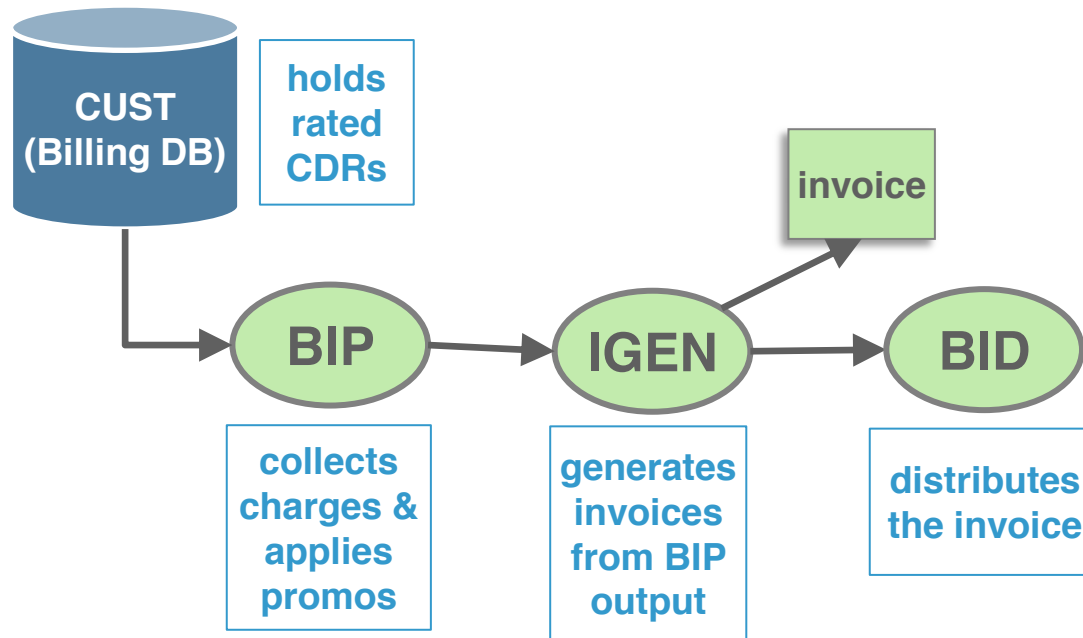 CUST
(Billing DB)
holds
rated
CDRs
invoice
BIP
IGEN
BID
collects
charges &
applies
promos
generates
invoices
from BIP
output
distributes
the invoice